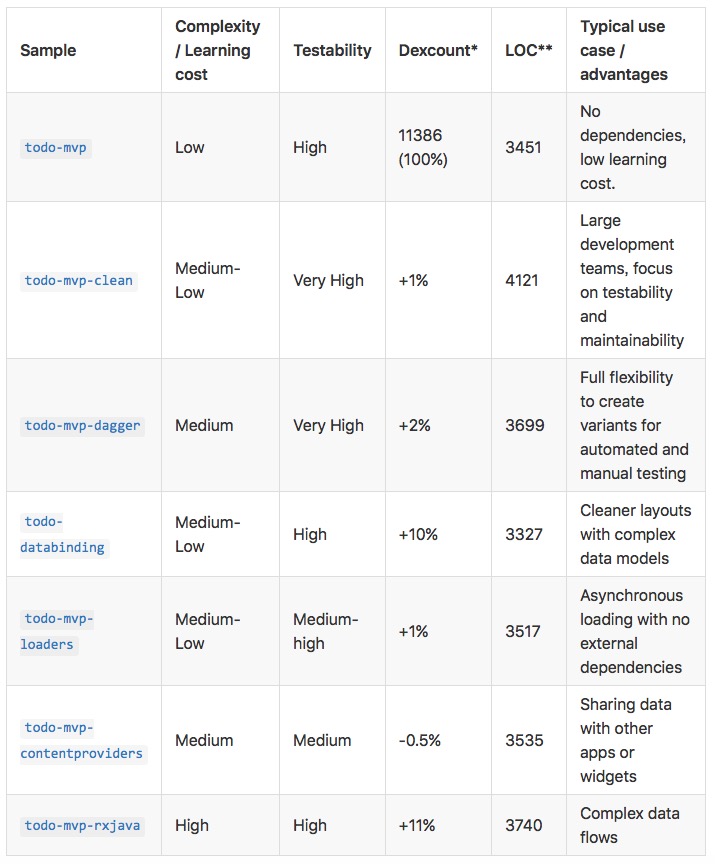 Sample
Complexity
/ Learning
cost
Testability
Dexcount*
LOC**
Typical use
case /
advantages
todo-mvp
Low
High
11386
(100%)
3451
No
dependencies,
low learning
cost.
todo-mvp-clean
Medium-
Low
Very High
+1%
4121
Large
development
teams, focus
on testability
and
maintainability
todo-mvp-dagger
Medium
Very High
+2%
3699
Full flexibility
to create
variants for
automated and
manual testing
todo-
databinding
Medium-
Low
High
+10%
3327
Cleaner layouts
with complex
data models
todo-mvp-
loaders
Medium-
Low
Medium-
high
+1%
3517
Asynchronous
loading with no
external
dependencies
todo-mvp-
contentproviders
Medium
Medium
-0.5%
3535
Sharing data
with other
apps or
widgets
todo-mvp-rxjava
High
High
+11%
3740
Complex data
flows